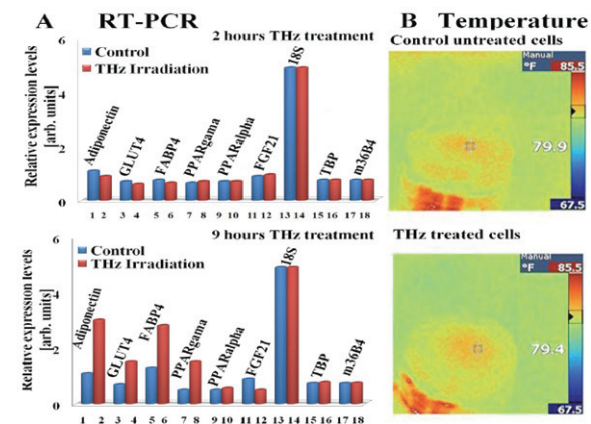 A RT-PCR
2 hours THz treatment
Control
THz Irradiation
Relative expression levels
[arb. units]
6
4
2
0
Adiponectin
GLUT4
FABP4
PPARgama
PPARalpha
FGF21
18S
TBP
m36B4
1 2 3 4 5 6 7 8 9 10 11 12 13 14 15 16 17 18
9 hours THz treatment
Control
THz Irradiation
Relative expression levels
[arb. units]
6
4
2
0
Adiponectin
GLUT4
FABP4
PPARgama
PPARalpha
FGF21
18S
TBP
m36B4
1 2 3 4 5 6 7 8 9 10 11 12 13 14 15 16 17 18
B Temperature
Control untreated cells
Manual
°F 85.5
79.9
67.5
THz treated cells
Manual
°F 85.5
79.4
67.5